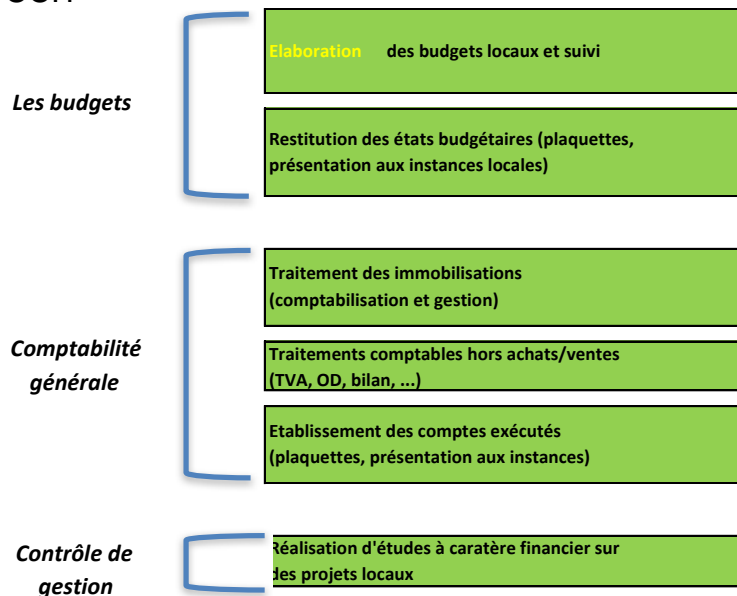 Elaboration des budgets locaux et suivi
Les budgets
Restitution des états budgétaires (plaquettes,
présentation aux instances locales)
Traitement des immobilisations
(comptabilisation et gestion)
Comptabilité
générale
Traitements comptables hors achats/ventes
(TVA, OD, bilan, ...)
Etablissement des comptes exécutés
(plaquettes, présentation aux instances)
Contrôle de
gestion
Réalisation d'études à caratère financier sur
des projets locaux